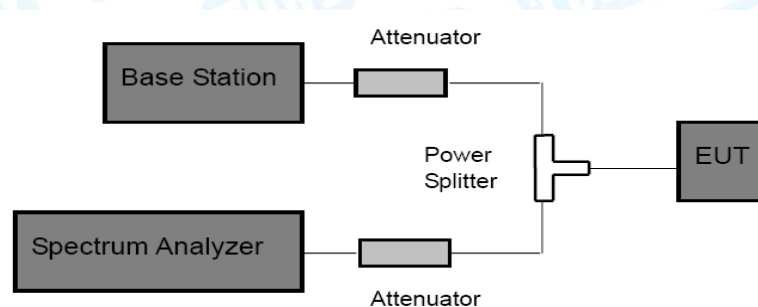 Attenuator
Base Station
Power
Splitter
EUT
Spectrum Analyzer
Attenuator